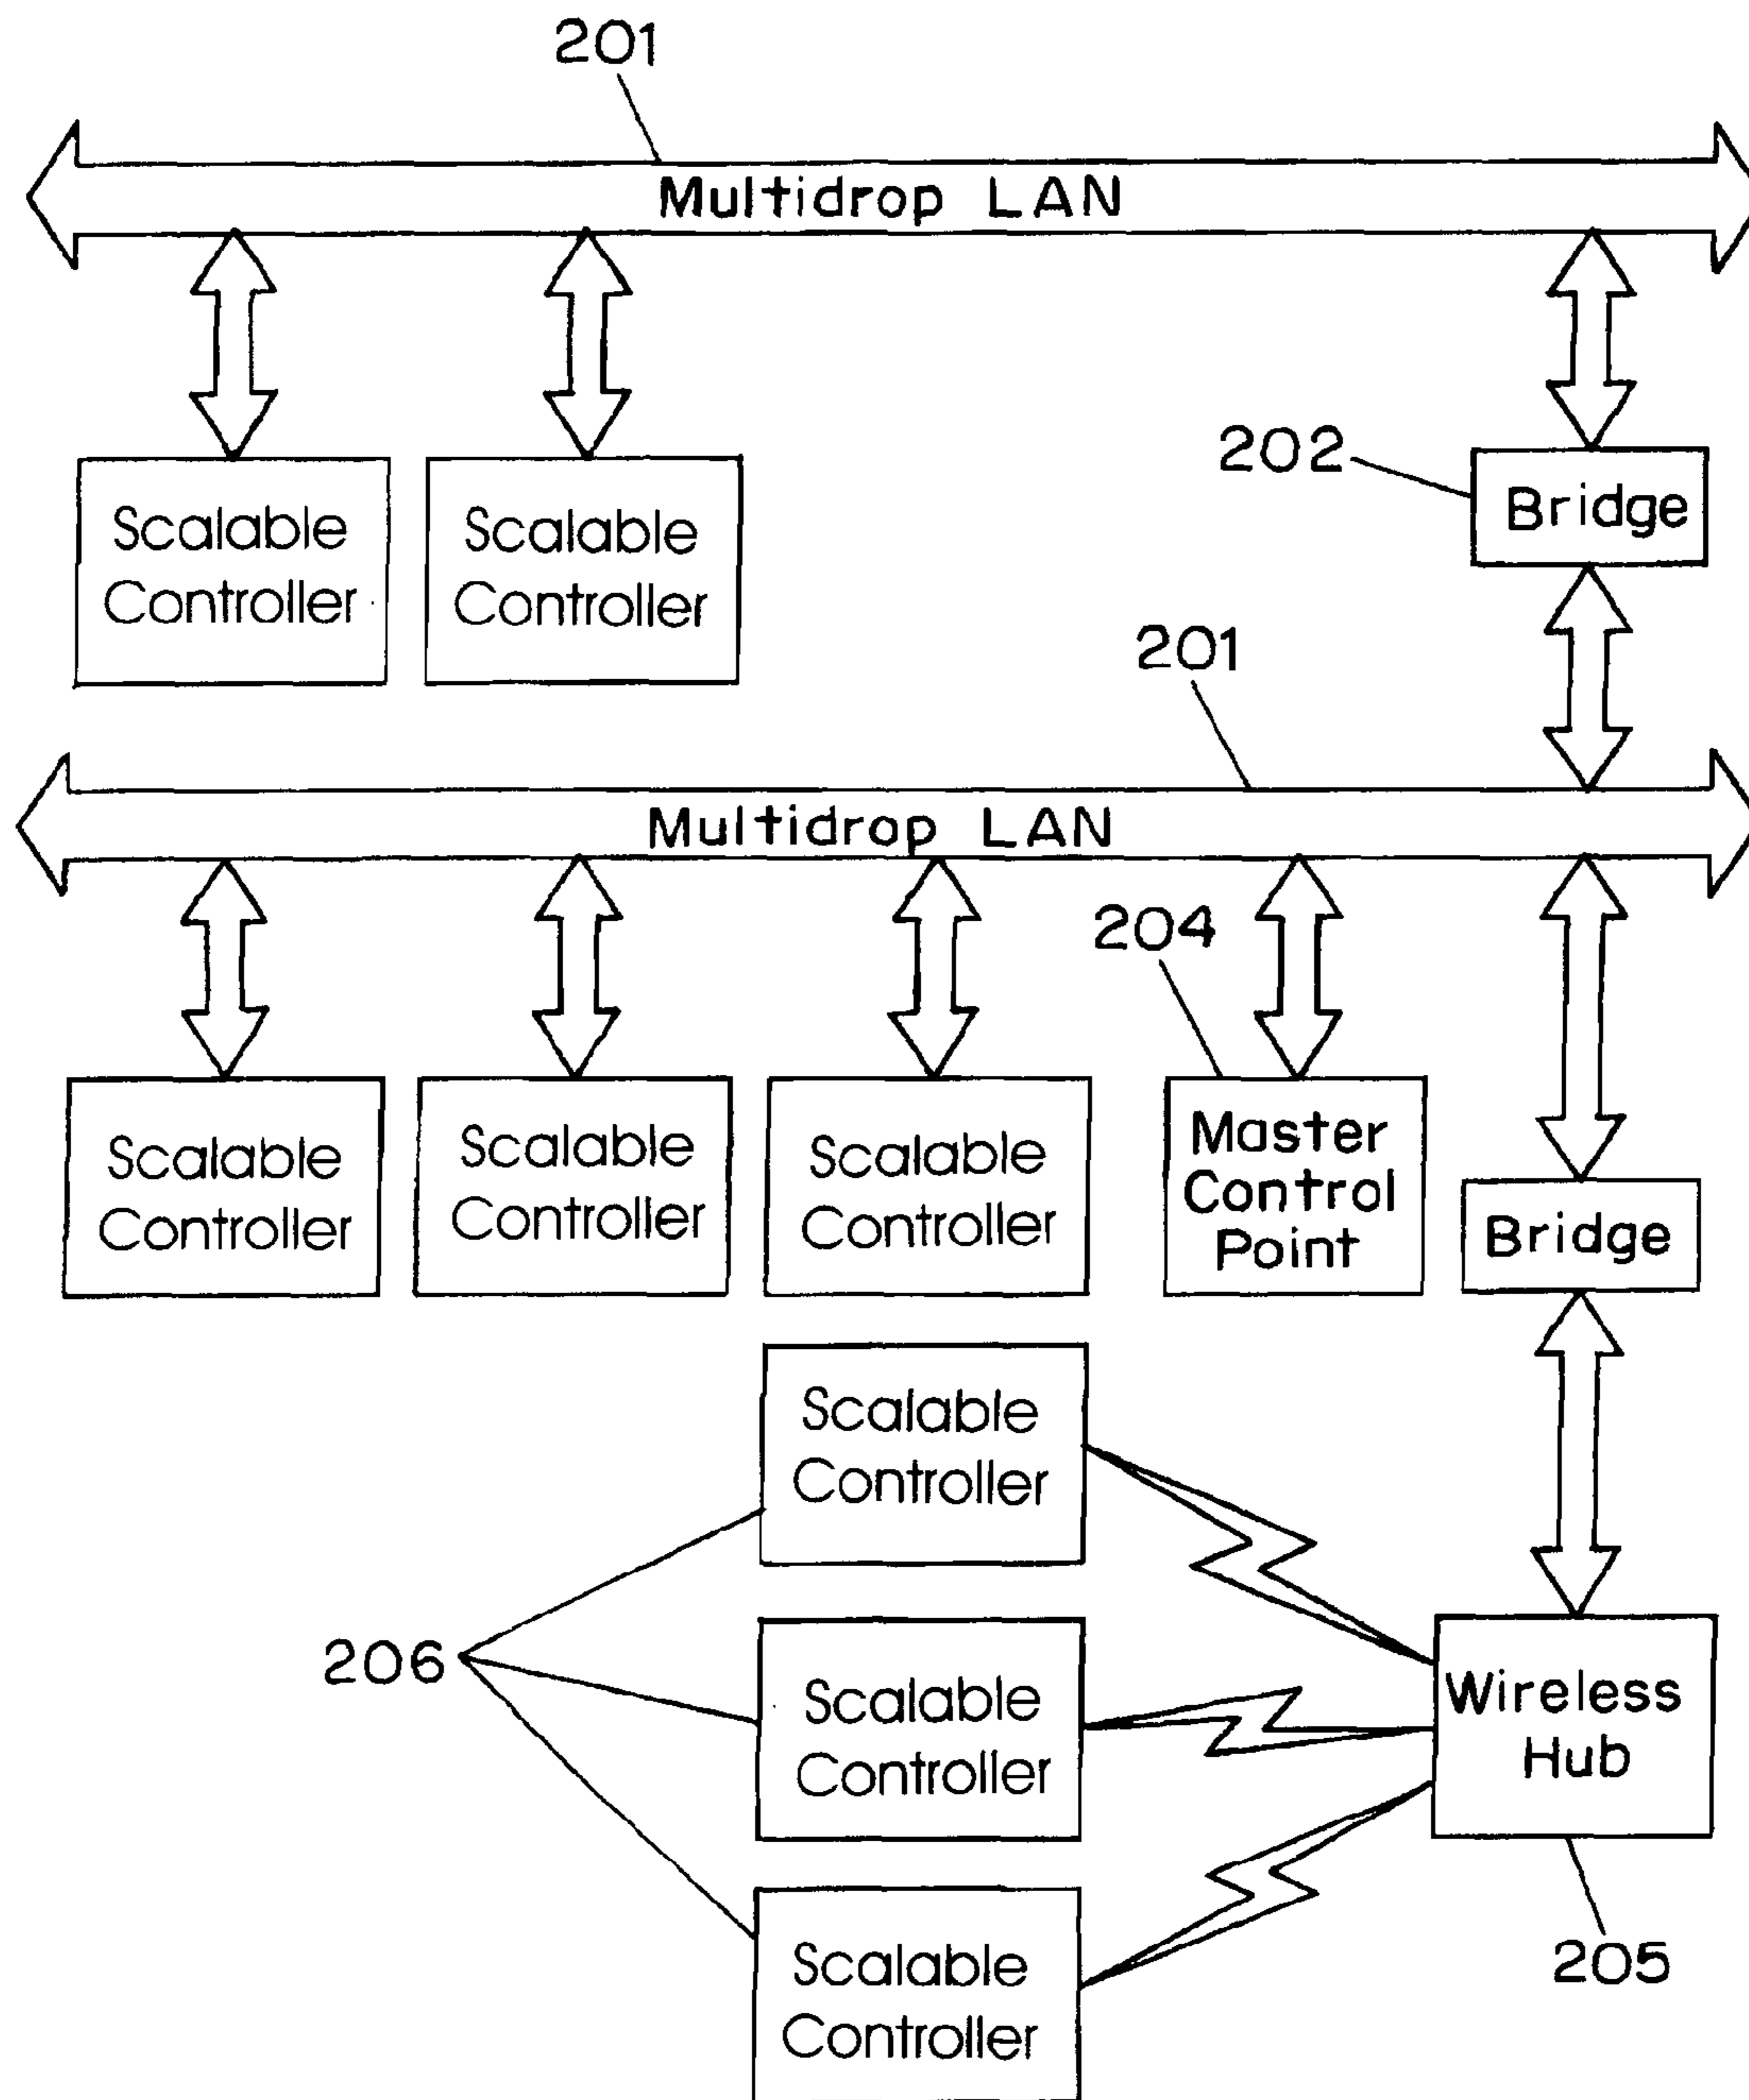 201
Multidrop LAN
Scalable
Controller
Scalable
Controller
202
Bridge
201
Multidrop LAN
204
Scalable
Controller
Scalable
Controller
Scalable
Controller
Master
Control
Point
Bridge
Scalable
Controller
206
Scalable
Controller
Wireless
Hub
Scalable
Controller
205